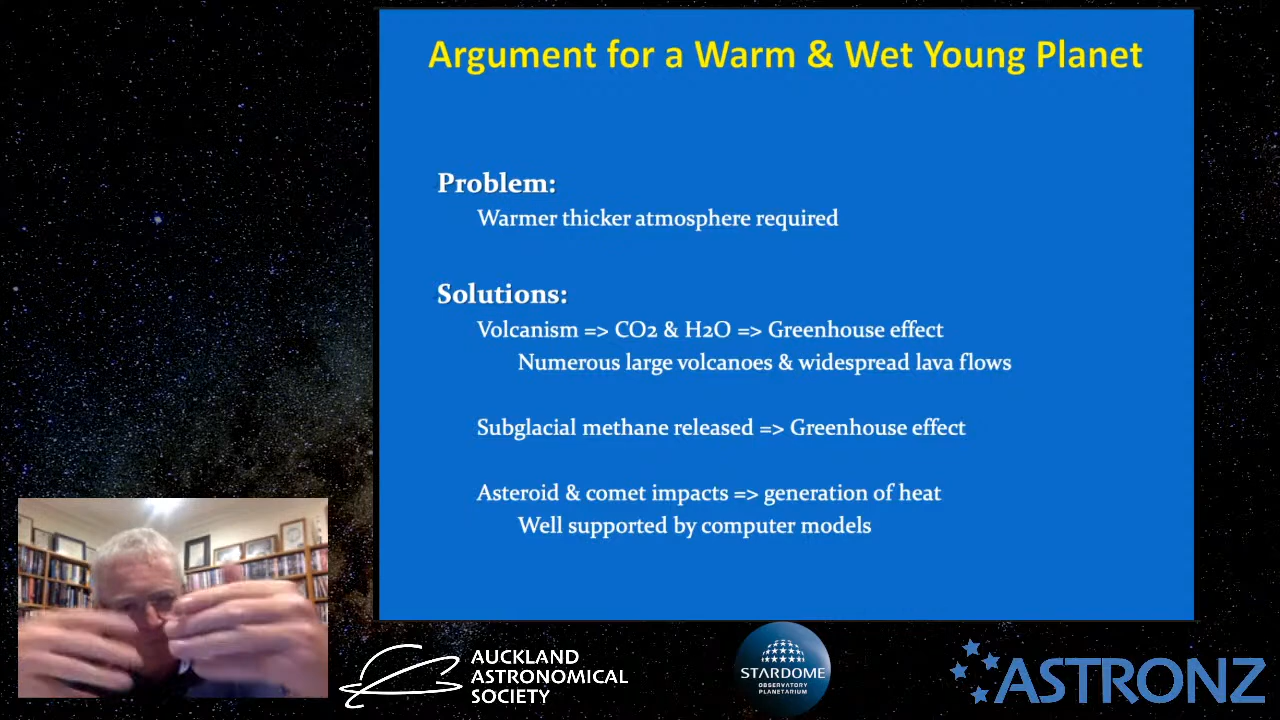 Argument for a Warm & Wet Young Planet
Problem:
Warmer thicker atmosphere required
Solutions:
Volcanism => CO2 & H2O => Greenhouse effect
Numerous large volcanoes & widespread lava flows
Subglacial methane released => Greenhouse effect
Asteroid & comet impacts => generation of heat
Well supported by computer models
AUCKLAND
ASTRONOMICAL
SOCIETY
STARDOME
OBSERVATORY
PLANETARIUM
ASTRONZ